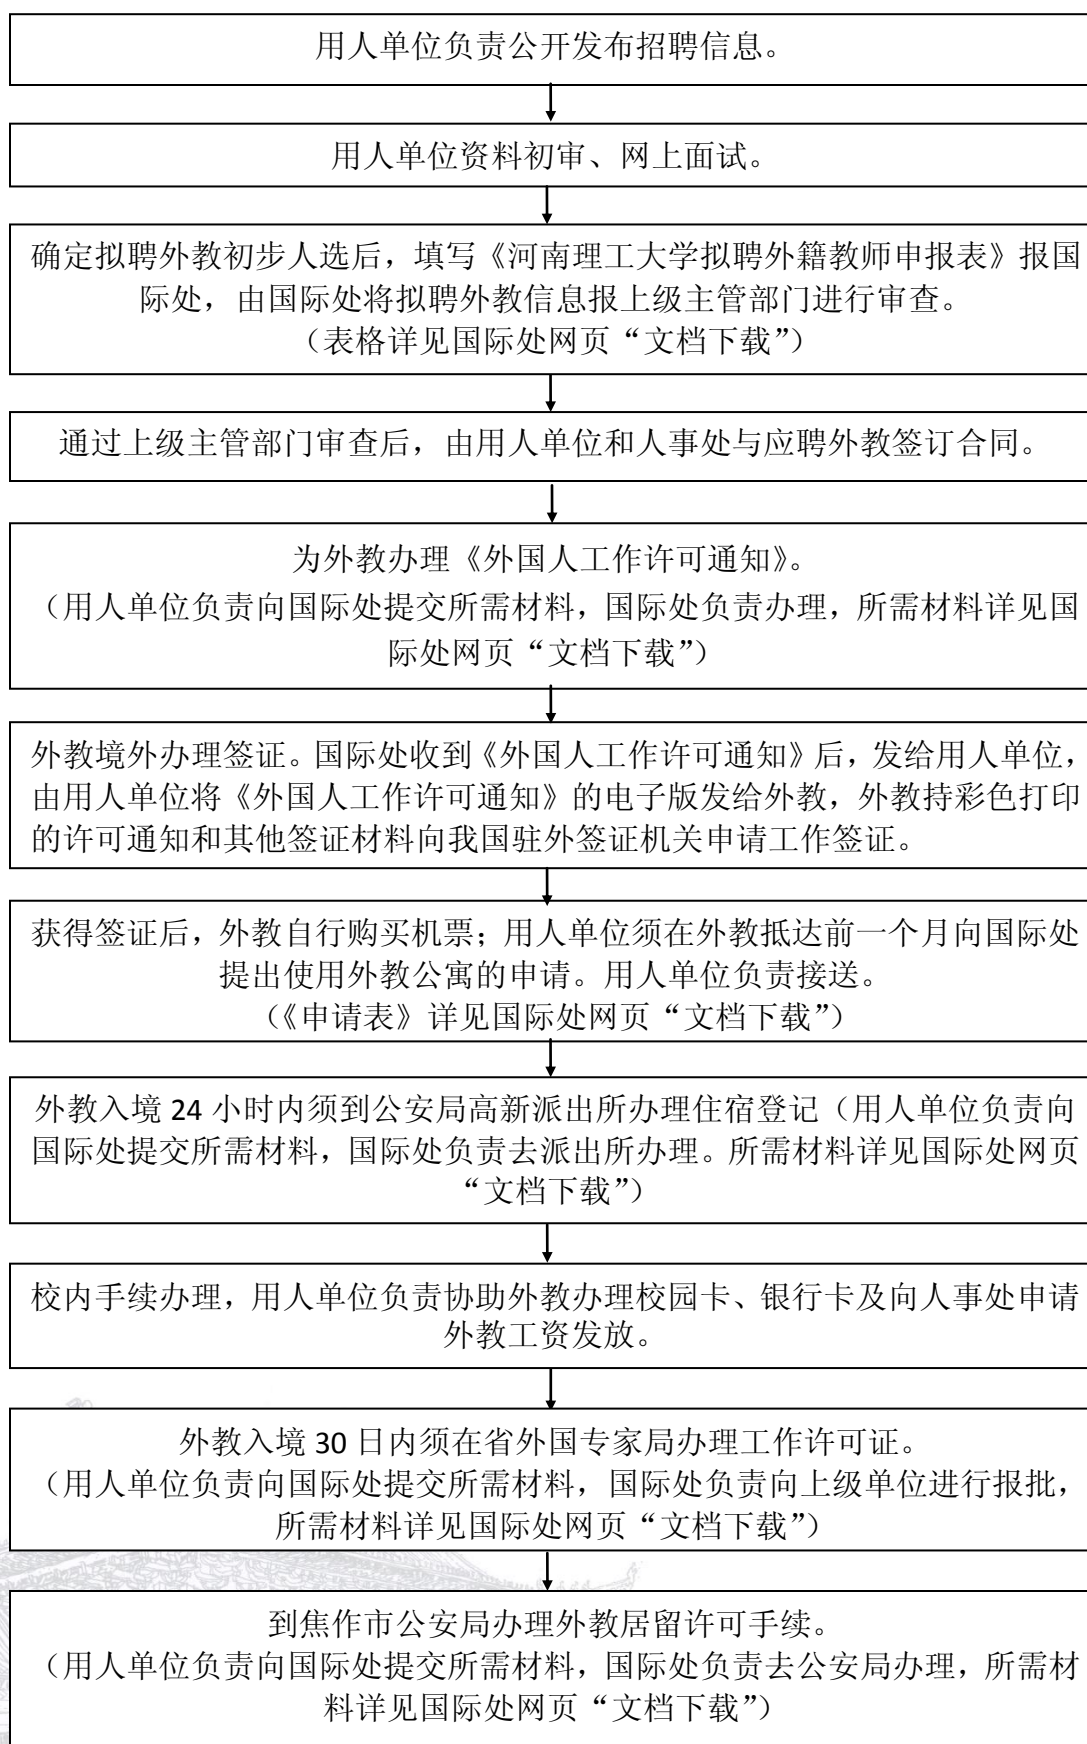 用人单位负责公开发布招聘信息。
用人单位资料初审、网上面试。
确定拟聘外教初步人选后，填写《河南理工大学拟聘外籍教师申报表》报国
际处，由国际处将拟聘外教信息报上级主管部门进行审查。
（表格详见国际处网页“文档下载”）
通过上级主管部门审查后，由用人单位和人事处与应聘外教签订合同。
为外教办理《外国人工作许可通知》。
（用人单位负责向国际处提交所需材料，国际处负责办理，所需材料详见国
际处网页“文档下载”）
外教境外办理签证。国际处收到《外国人工作许可通知》后，发给用人单位，
由用人单位将《外国人工作许可通知》的电子版发给外教，外教持彩色打印
的许可通知和其他签证材料向我国驻外签证机关申请工作签证。
获得签证后，外教自行购买机票；用人单位须在外教抵达前一个月向国际处
提出使用外教公寓的申请。用人单位负责接送。
（《申请表》详见国际处网页“文档下载”）
外教入境 24 小时内须到公安局高新派出所办理住宿登记（用人单位负责向
国际处提交所需材料，国际处负责去派出所办理。所需材料详见国际处网页
“文档下载”）
校内手续办理，用人单位负责协助外教办理校园卡、银行卡及向人事处申请
外教工资发放。
外教入境 30 日内须在省外国专家局办理工作许可证。
（用人单位负责向国际处提交所需材料，国际处负责向上级单位进行报批，
所需材料详见国际处网页“文档下载”）
到焦作市公安局办理外教居留许可手续。
（用人单位负责向国际处提交所需材料，国际处负责去公安局办理，所需材
料详见国际处网页“文档下载”）